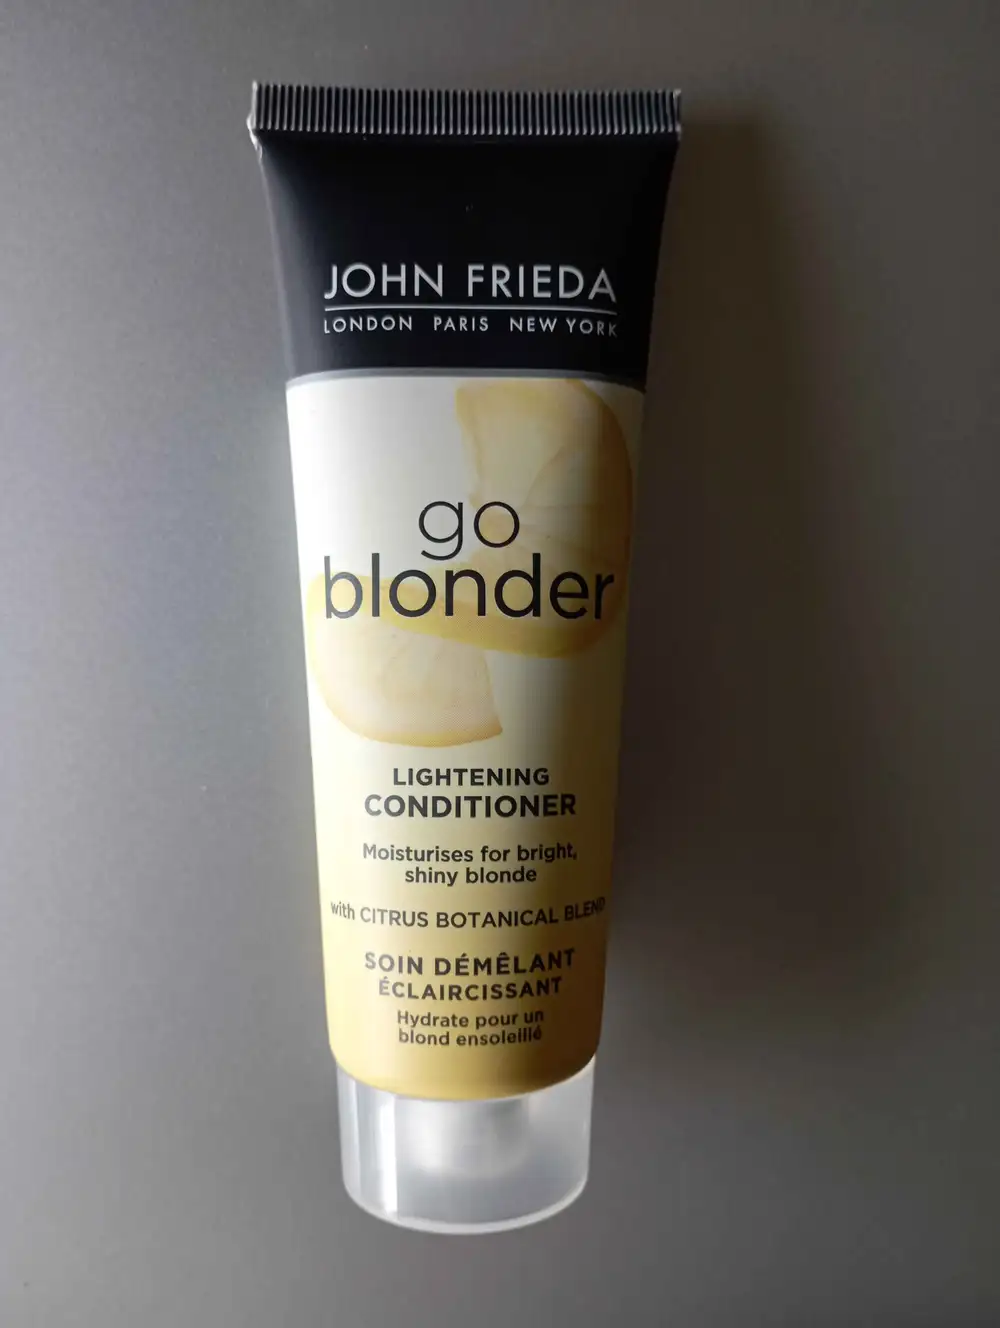 JOHN FRIEDA
LONDON PARIS NEW YORK
go
blonder
LIGHTENING
CONDITIONER
Moisturises for bright,
shiny blonde
with CITRUS BOTANICAL BLEND
SOIN DÉMÊLANT
ÉCLAIRCISSANT
Hydrate pour un
blond ensoleillé